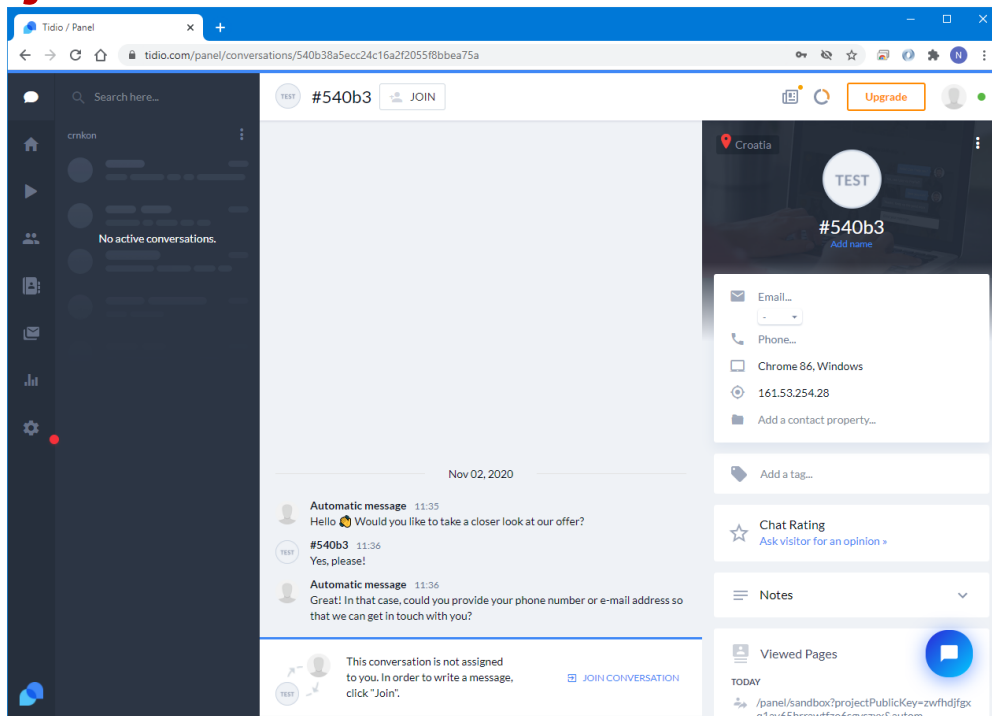 Tidio / Panel
tidio.com/panel/conversations/540b38a5ecc24c16a2f2055f8bbea75a
N
Search here...
TEST
#540b3
JOIN
Upgrade
crnkon
No active conversations.
Croatia
TEST
#540b3
Add name
Email...
-
Phone...
Chrome 86, Windows
161.53.254.28
Add a contact property...
Add a tag...
Chat Rating
Ask visitor for an opinion »
Notes
Viewed Pages
TODAY
/panel/sandbox?projectPublicKey=zwfhdjfgx
Nov 02, 2020
Automatic message 11:35
Hello 👋 Would you like to take a closer look at our offer?
TEST
#540b3 11:36
Yes, please!
Automatic message 11:36
Great! In that case, could you provide your phone number or e-mail address so
that we can get in touch with you?
TEST
This conversation is not assigned
to you. In order to write a message,
click "Join".
JOIN CONVERSATION